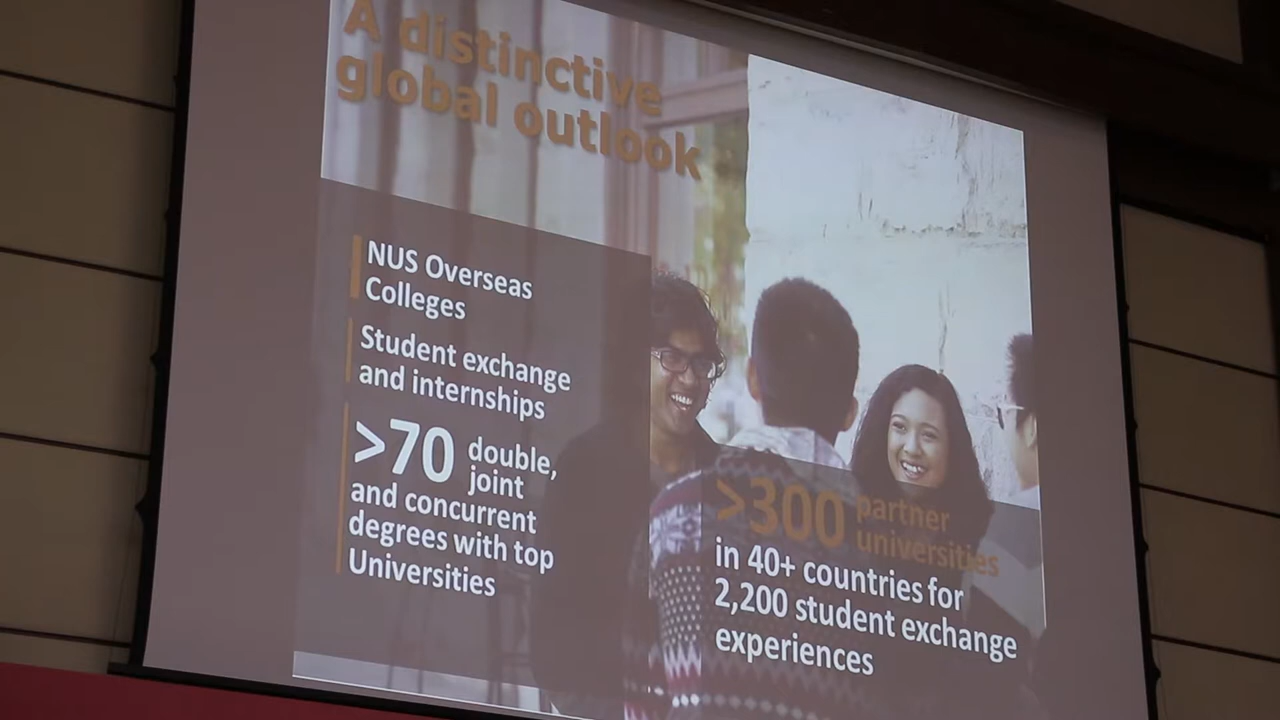 A distinctive
global outlook
NUS Overseas
Colleges
Student exchange
and internships
>70 double,
joint
and concurrent
degrees with top
Universities
>300 partner
universities
in 40+ countries for
2,200 student exchange
experiences